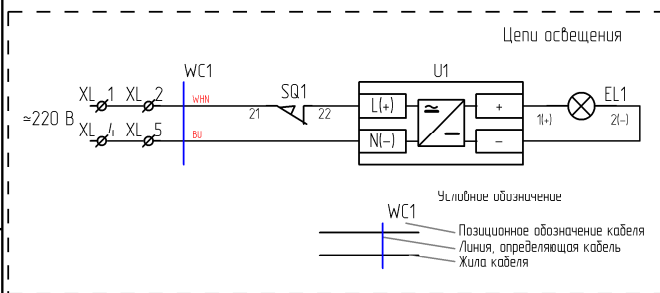 Цепи освещения
WC1
U1
XL 1 XL 2
WHN
SQ1
L(+)
+
EL1
21
22
1(+)
2(-)
≃220 В
XL 4 XL 5
BU
N(-)
-
Условное обозначение
WC1
Позиционное обозначение кабеля
Линия, определяющая кабель
Жила кабеля